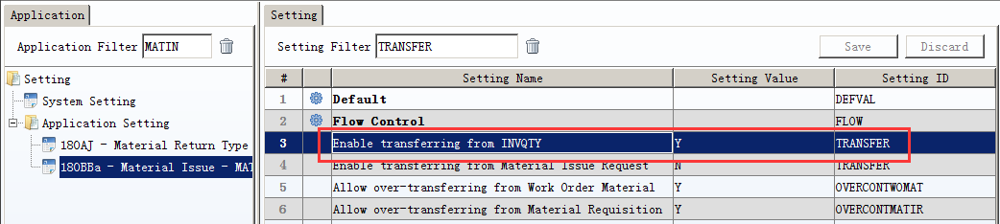 Application
Application Filter MATIN
Setting
System Setting
Application Setting
180AJ - Material Return Type
180BBa - Material Issue - MAT
Setting
Setting Filter TRANSFER Save Discard
# Setting Name Setting Value Setting ID
1 Default DEFVAL
2 Flow Control FLOW
3 Enable transferring from INVQTY Y TRANSFER
4 Enable transferring from Material Issue Request N TRANSFER
5 Allow over-transferring from Work Order Material Y OVERCONTWOMAT
6 Allow over-transferring from Material Requisition Y OVERCONTMATIR